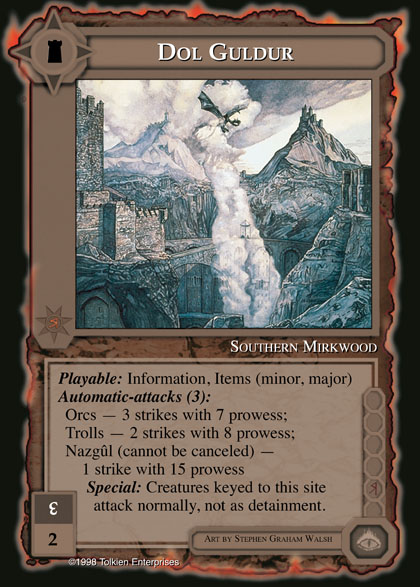 Dol Guldur
Southern Mirkwood
Playable: Information, Items (minor, major)
Automatic-attacks (3):
Orcs — 3 strikes with 7 prowess;
Trolls — 2 strikes with 8 prowess;
Nazgûl (cannot be canceled) —
1 strike with 15 prowess
Special: Creatures keyed to this site
attack normally, not as detainment.
ε
2
Art by Stephen Graham Walsh
©1998 Tolkien Enterprises